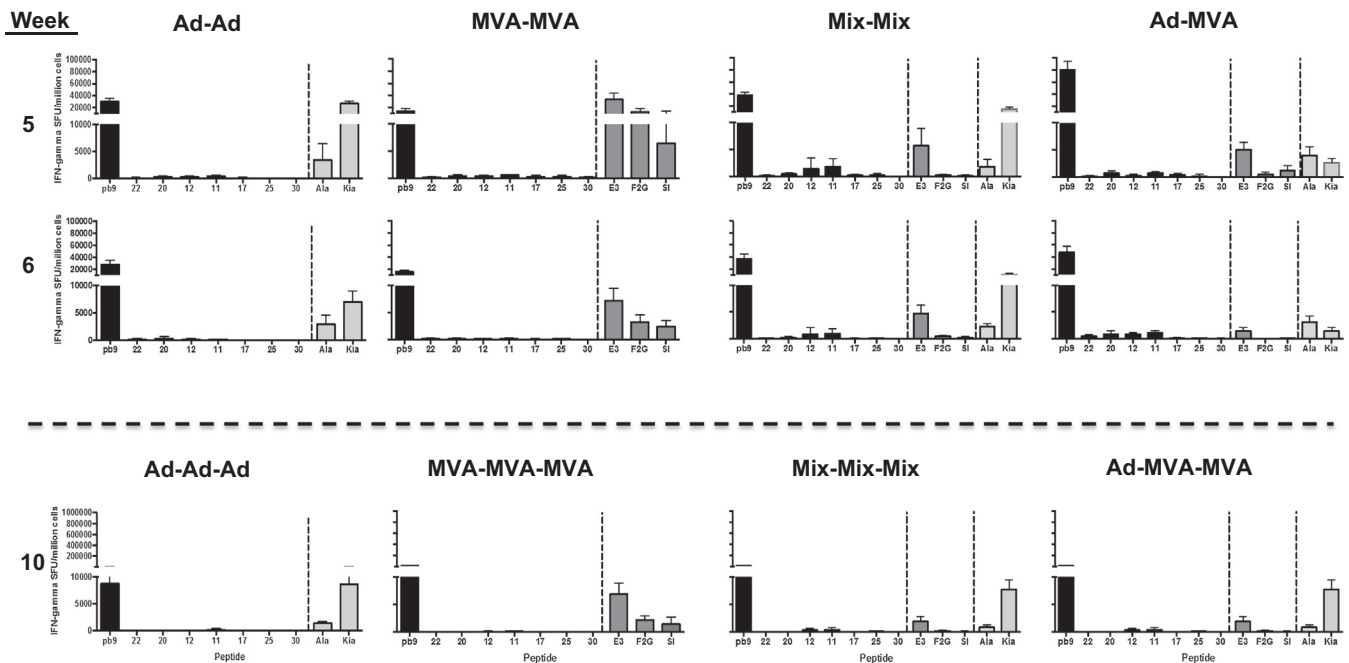 Week Ad-Ad MVA-MVA Mix-Mix Ad-MVA
5
IFN-gamma SFU/million cells
100000
80000
60000
40000
20000
10000
5000
0
pb9 22 20 12 11 17 25 30 Ala Kia
pb9 22 20 12 11 17 25 30 E3 F2G SI
pb9 22 20 12 11 17 25 30 E3 F2G SI Ala Kia
pb9 22 20 12 11 17 25 30 E3 F2G SI Ala Kia
6
IFN-gamma SFU/million cells
100000
80000
60000
40000
20000
10000
5000
0
pb9 22 20 12 11 17 25 30 Ala Kia
pb9 22 20 12 11 17 25 30 E3 F2G SI
pb9 22 20 12 11 17 25 30 E3 F2G SI Ala Kia
pb9 22 20 12 11 17 25 30 E3 F2G SI Ala Kia
Ad-Ad-Ad MVA-MVA-MVA Mix-Mix-Mix Ad-MVA-MVA
10
IFN-gamma SFU/million cells
1000000
800000
600000
400000
200000
10000
5000
0
pb9 22 20 12 11 17 25 30 Ala Kia
Peptide
pb9 22 20 12 11 17 25 30 E3 F2G SI
Peptide
pb9 22 20 12 11 17 25 30 E3 F2G SI Ala Kia
Peptide
pb9 22 20 12 11 17 25 30 E3 F2G SI Ala Kia
Peptide